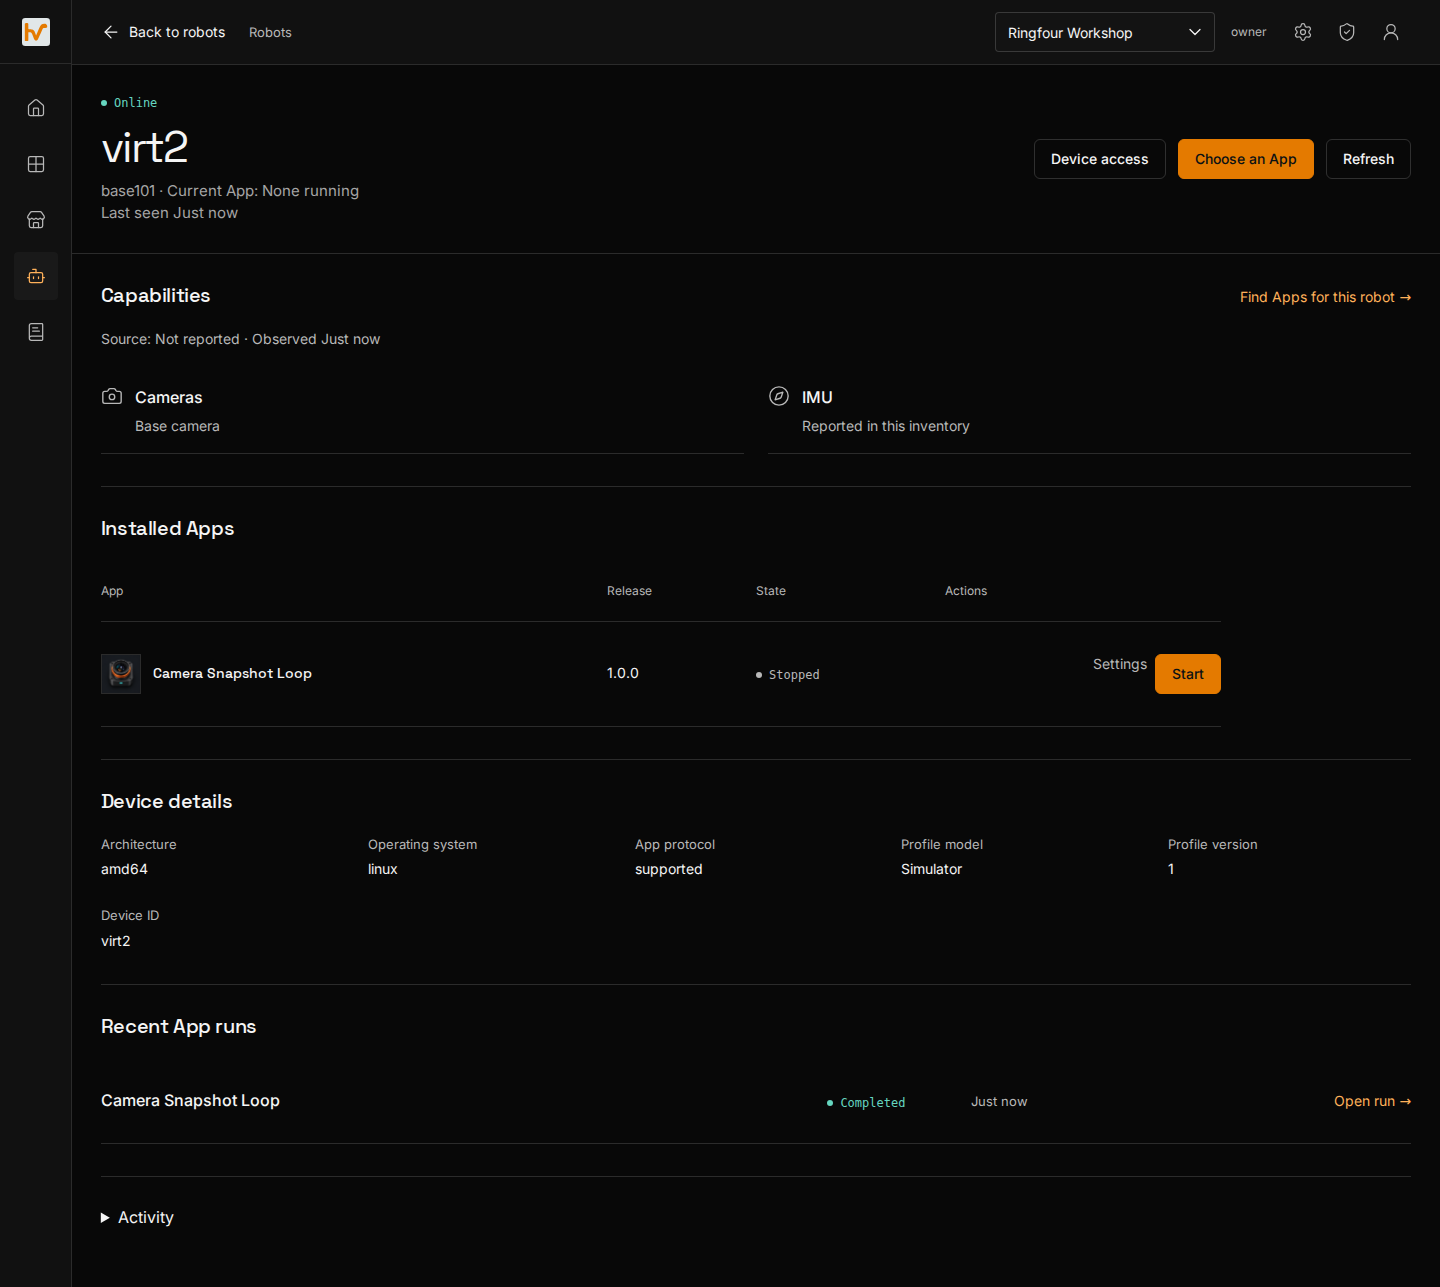 Back to robots
Robots
Ringfour Workshop
owner
Online
virt2
base101 · Current App: None running
Last seen Just now
Device access
Choose an App
Refresh
Capabilities
Find Apps for this robot →
Source: Not reported · Observed Just now
Cameras
Base camera
IMU
Reported in this inventory
Installed Apps
App Release State Actions
Camera Snapshot Loop 1.0.0 Stopped Settings Start
Device details
Architecture Operating system App protocol Profile model Profile version
amd64 linux supported Simulator 1
Device ID
virt2
Recent App runs
Camera Snapshot Loop Completed Just now Open run →
Activity